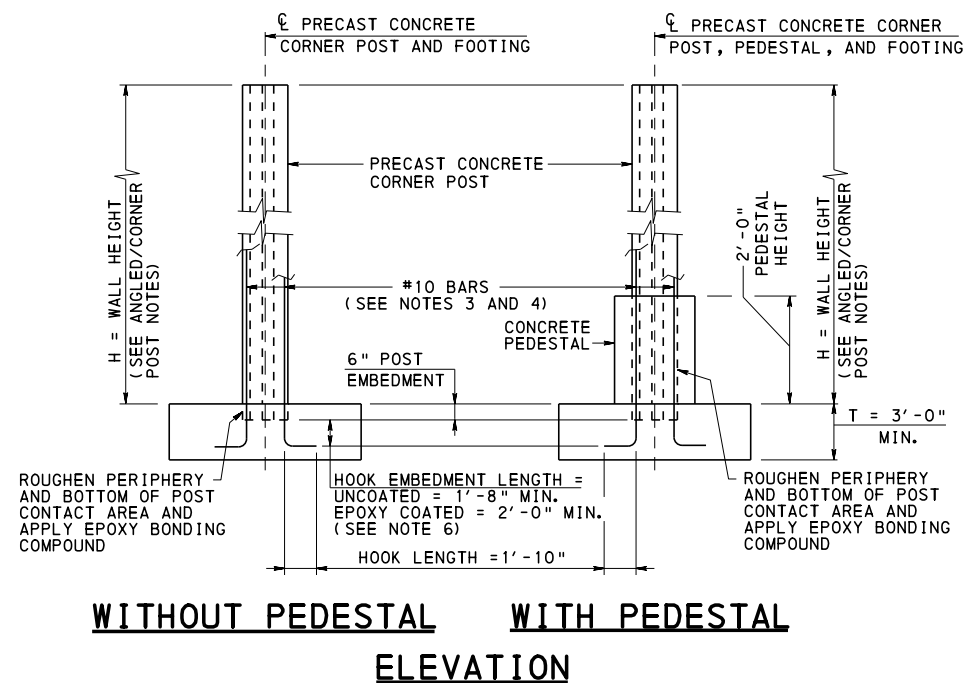 ℄ PRECAST CONCRETE
CORNER POST AND FOOTING
℄ PRECAST CONCRETE CORNER
POST, PEDESTAL, AND FOOTING
PRECAST CONCRETE
CORNER POST
H = WALL HEIGHT
(SEE ANGLED/CORNER
POST NOTES)
2'-0"
PEDESTAL
HEIGHT
H = WALL HEIGHT
(SEE ANGLED/CORNER
POST NOTES)
#10 BARS
(SEE NOTES 3 AND 4)
CONCRETE
PEDESTAL
6" POST
EMBEDMENT
T = 3'-0"
MIN.
ROUGHEN PERIPHERY
AND BOTTOM OF POST
CONTACT AREA AND
APPLY EPOXY BONDING
COMPOUND
HOOK EMBEDMENT LENGTH =
UNCOATED = 1'-8" MIN.
EPOXY COATED = 2'-0" MIN.
(SEE NOTE 6)
ROUGHEN PERIPHERY
AND BOTTOM OF POST
CONTACT AREA AND
APPLY EPOXY BONDING
COMPOUND
HOOK LENGTH =1'-10"
WITHOUT PEDESTAL
WITH PEDESTAL
ELEVATION